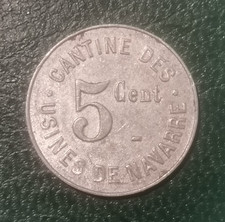 · CANTINE DES ·
5 Cent
USINES DE NAVARRE